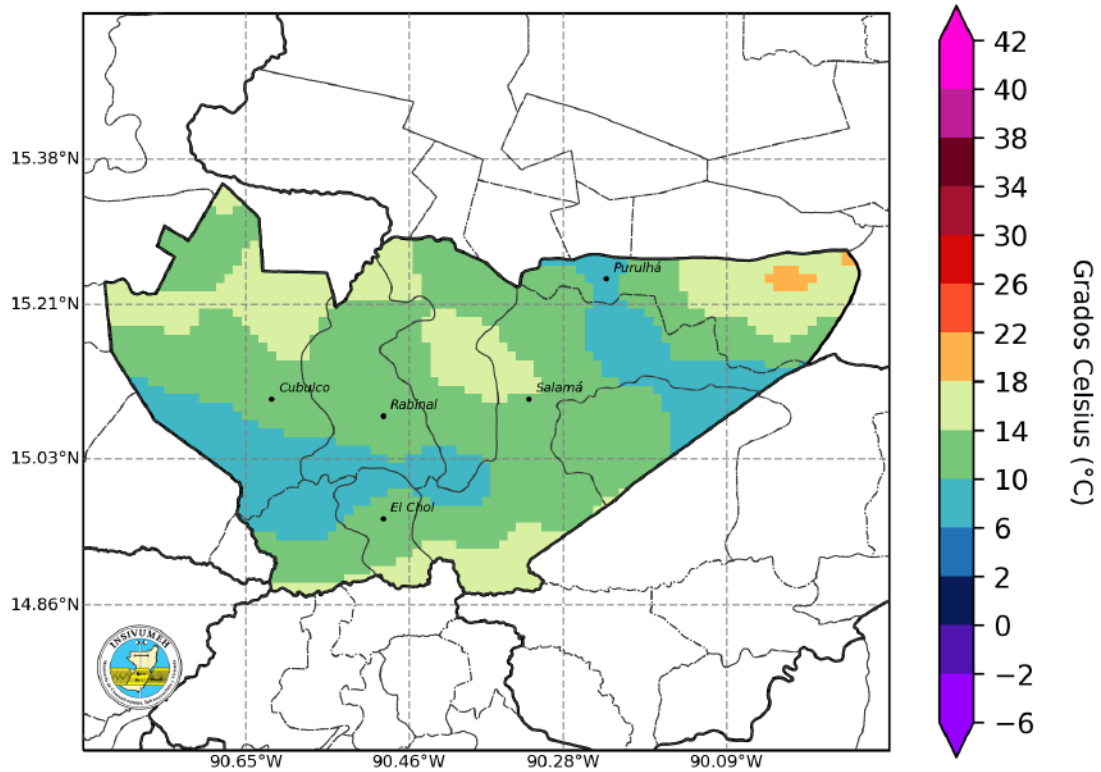 15.38°N
15.21°N
15.03°N
14.86°N
90.65°W
90.46°W
90.28°W
90.09°W
Purulhá
Cubulco
Rabinal
Salamá
El Chol
INSIVUMEH
42
40
38
34
30
26
22
18
14
10
6
2
0
−2
−6
Grados Celsius (°C)